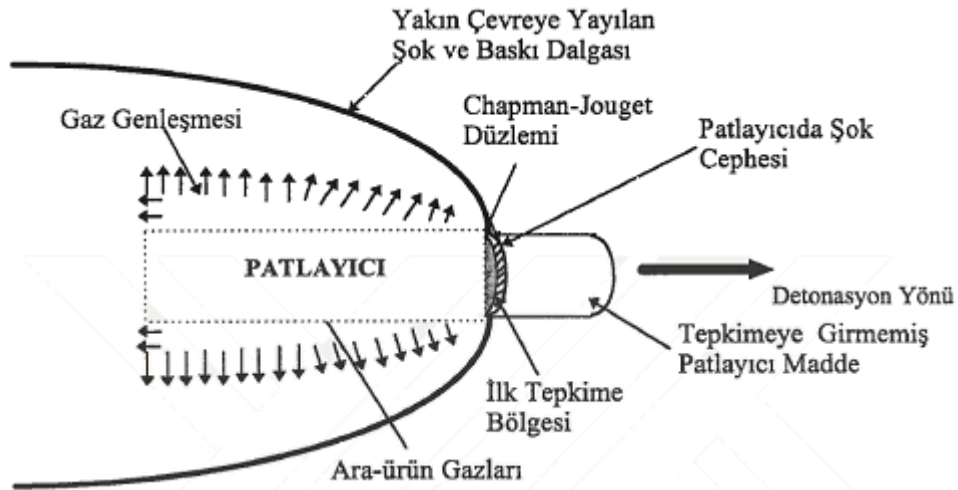 Yakın Çevreye Yayılan
Şok ve Baskı Dalgası
Gaz Genleşmesi
Chapman-Jouget
Düzlemi
Patlayıcıda Şok
Cephesi
PATLAYICI
Detonasyon Yönü
Tepkimeye Girmemiş
Patlayıcı Madde
İlk Tepkime
Bölgesi
Ara-ürün Gazları